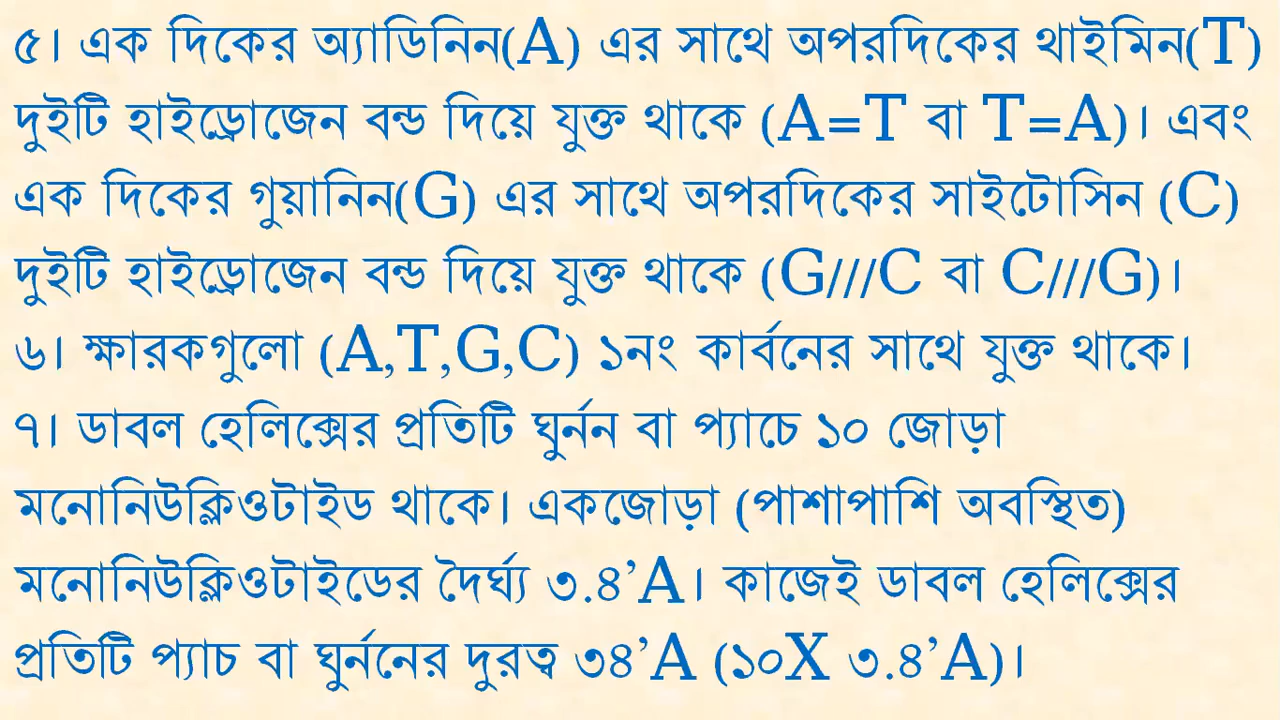 ৫। এক দিকের অ্যাডিনিন(A) এর সাথে অপরদিকের থাইমিন(T)
দুইটি হাইড্রোজেন বন্ড দিয়ে যুক্ত থাকে (A=T বা T=A)। এবং
এক দিকের গুয়ানিন(G) এর সাথে অপরদিকের সাইটোসিন (C)
দুইটি হাইড্রোজেন বন্ড দিয়ে যুক্ত থাকে (G///C বা C///G)।
৬। ক্ষারকগুলো (A,T,G,C) ১নং কার্বনের সাথে যুক্ত থাকে।
৭। ডাবল হেলিক্সের প্রতিটি ঘুর্নন বা প্যাচে ১০ জোড়া
মনোনিউক্লিওটাইড থাকে। একজোড়া (পাশাপাশি অবস্থিত)
মনোনিউক্লিওটাইডের দৈর্ঘ্য ৩.৪’A। কাজেই ডাবল হেলিক্সের
প্রতিটি প্যাচ বা ঘুর্ননের দুরত্ব ৩৪’A (১০X ৩.৪’A)।